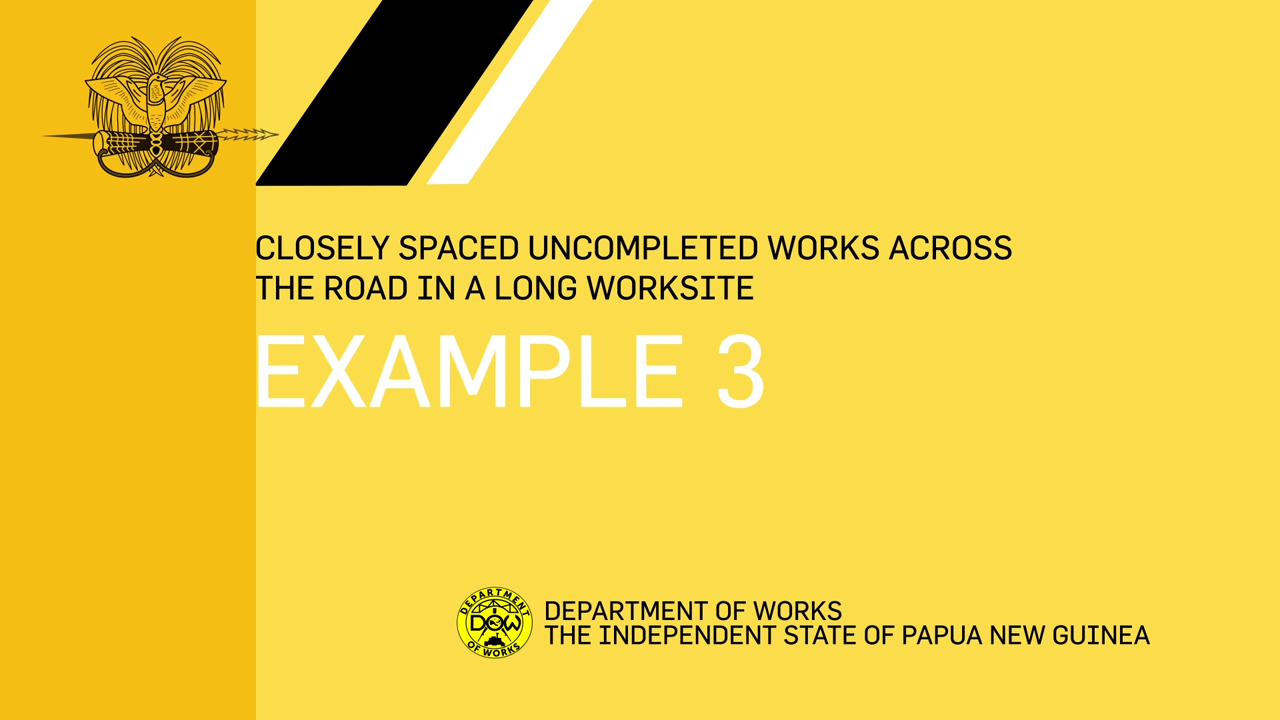 CLOSELY SPACED UNCOMPLETED WORKS ACROSS
THE ROAD IN A LONG WORKSITE
EXAMPLE 3
DEPARTMENT
DOW
OF WORKS
DEPARTMENT OF WORKS
THE INDEPENDENT STATE OF PAPUA NEW GUINEA